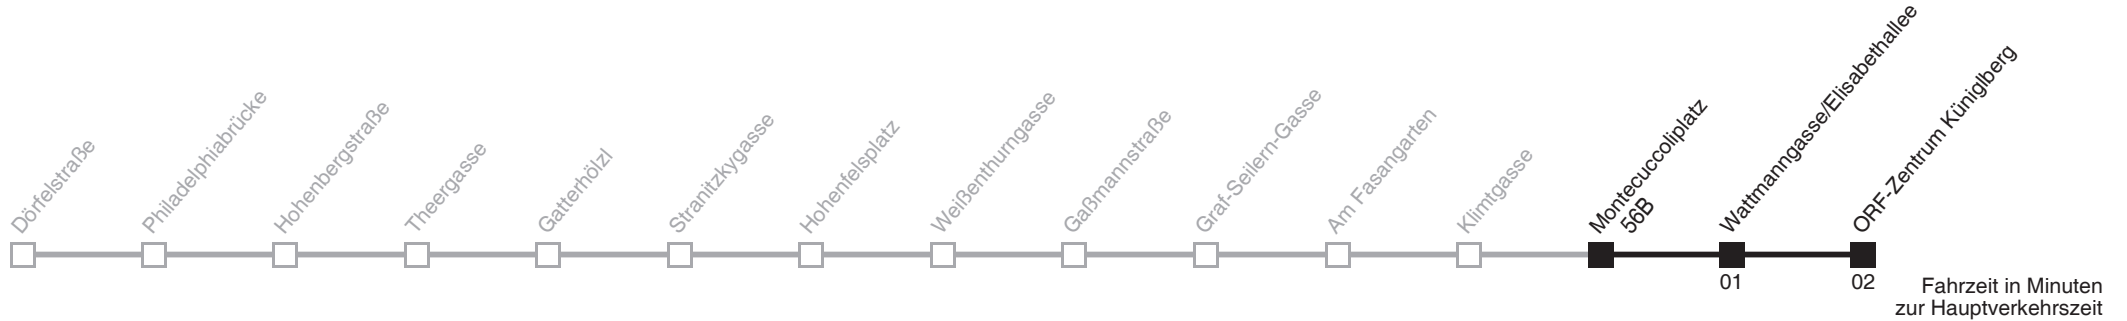 Dörfelstraße
Philadelphiabrücke
Hohenbergstraße
Theergasse
Gatterhölzl
Stranitzkygasse
Hohenfelsplatz
Weißenthurngasse
Gaßmannstraße
Graf-Seilern-Gasse
Am Fasangarten
Klimtgasse
Montecuccoliplatz
56B
Wattmanngasse/Elisabethallee
ORF-Zentrum Küniglberg
01
02
Fahrzeit in Minuten
zur Hauptverkehrszeit